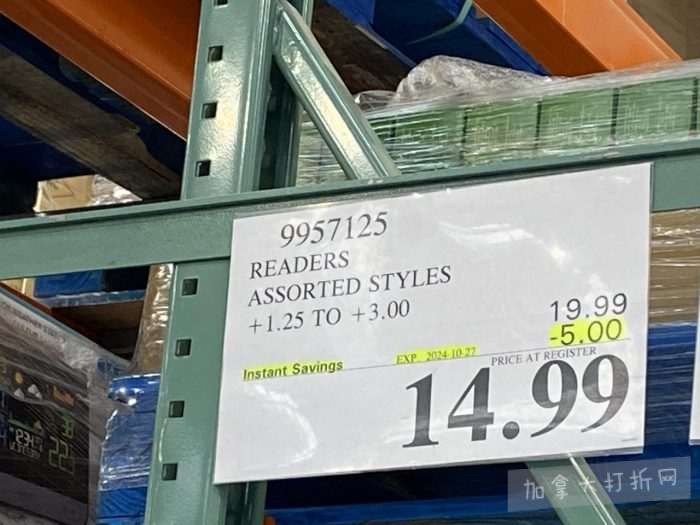 9957125
READERS
ASSORTED STYLES
+1.25 TO +3.00
19.99
-5.00
Instant Savings
EXP. 2024-10-27
PRICE AT REGISTER
14.99
加拿大打折网